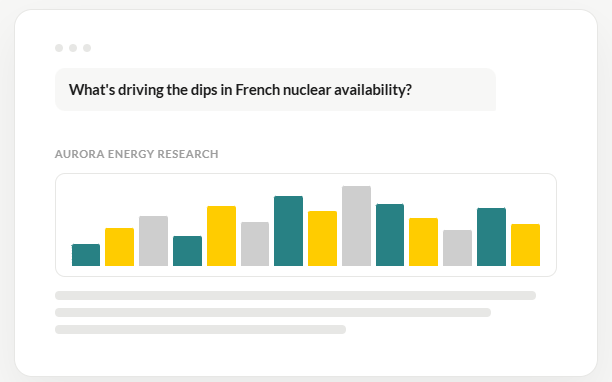 What's driving the dips in French nuclear availability?
AURORA ENERGY RESEARCH